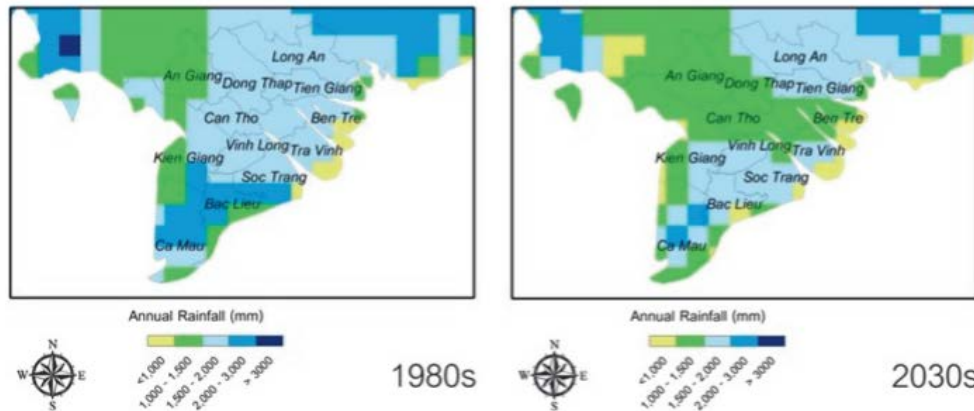 Long An
An Giang
Dong Thap
Tien Giang
Can Tho
Ben Tre
Kien Giang
Vinh Long
Tra Vinh
Soc Trang
Bac Lieu
Ca Mau
Annual Rainfall (mm)
<1,000
1,000 - 1,500
1,500 - 2,000
2,000 - 3,000
> 3000
N
W
E
S
1980s
Long An
An Giang
Dong Thap
Tien Giang
Can Tho
Ben Tre
Kien Giang
Vinh Long
Tra Vinh
Soc Trang
Bac Lieu
Ca Mau
Annual Rainfall (mm)
<1,000
1,000 - 1,500
1,500 - 2,000
2,000 - 3,000
> 3000
N
W
E
S
2030s